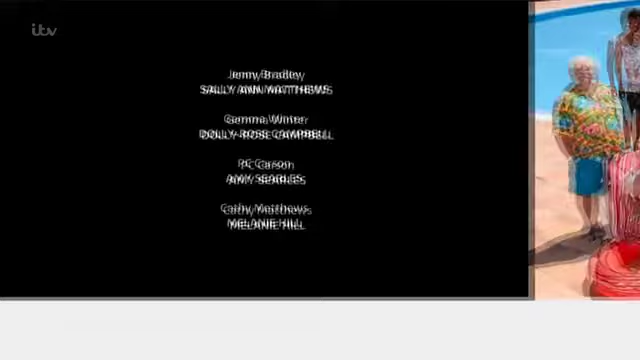 itv
Jenny Bradley
SALLY ANN MATTHEWS
Gemma Winter
DOLLY-ROSE CAMPBELL
PC Carson
AMY SEARLES
Cathy Matthews
MELANIE HILL